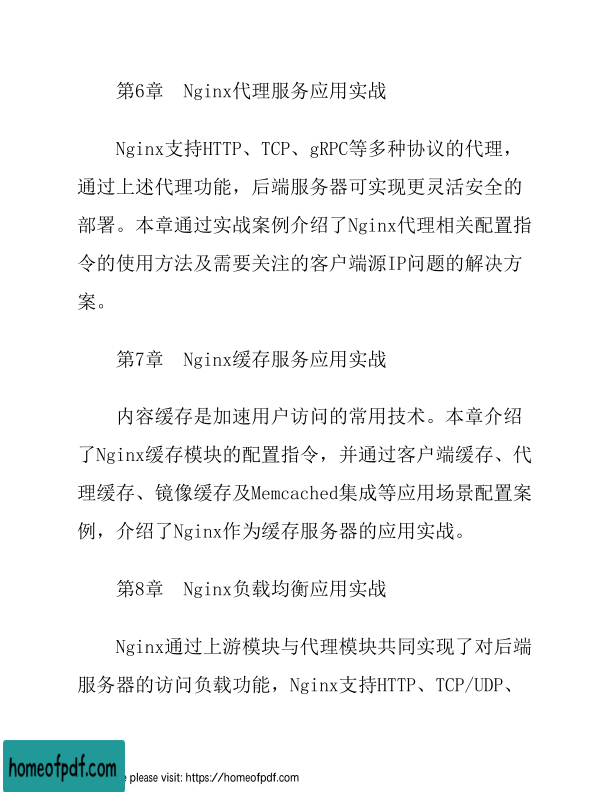 第6章　Nginx代理服务应用实战
Nginx支持HTTP、TCP、gRPC等多种协议的代理，
通过上述代理功能，后端服务器可实现更灵活安全的
部署。本章通过实战案例介绍了Nginx代理相关配置指
令的使用方法及需要关注的客户端源IP问题的解决方
案。
第7章　Nginx缓存服务应用实战
内容缓存是加速用户访问的常用技术。本章介绍
了Nginx缓存模块的配置指令，并通过客户端缓存、代
理缓存、镜像缓存及Memcached集成等应用场景配置案
例，介绍了Nginx作为缓存服务器的应用实战。
第8章　Nginx负载均衡应用实战
Nginx通过上游模块与代理模块共同实现了对后端
服务器的访问负载功能，Nginx支持HTTP、TCP/UDP、
homeofpdf.com
please visit: https://homeofpdf.com